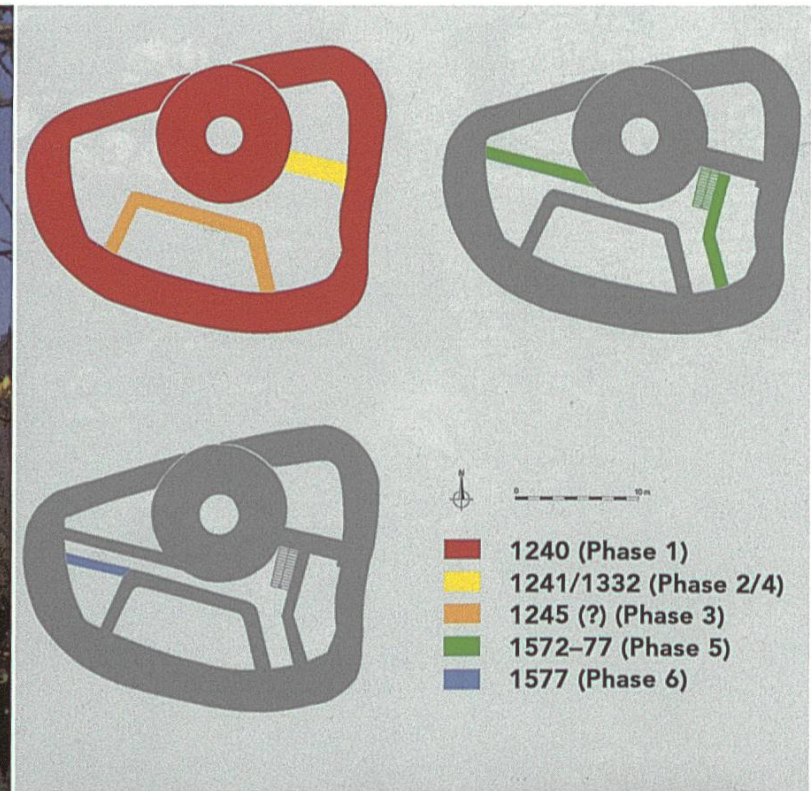 N
0 10 m
1240 (Phase 1)
1241/1332 (Phase 2/4)
1245 (?) (Phase 3)
1572–77 (Phase 5)
1577 (Phase 6)